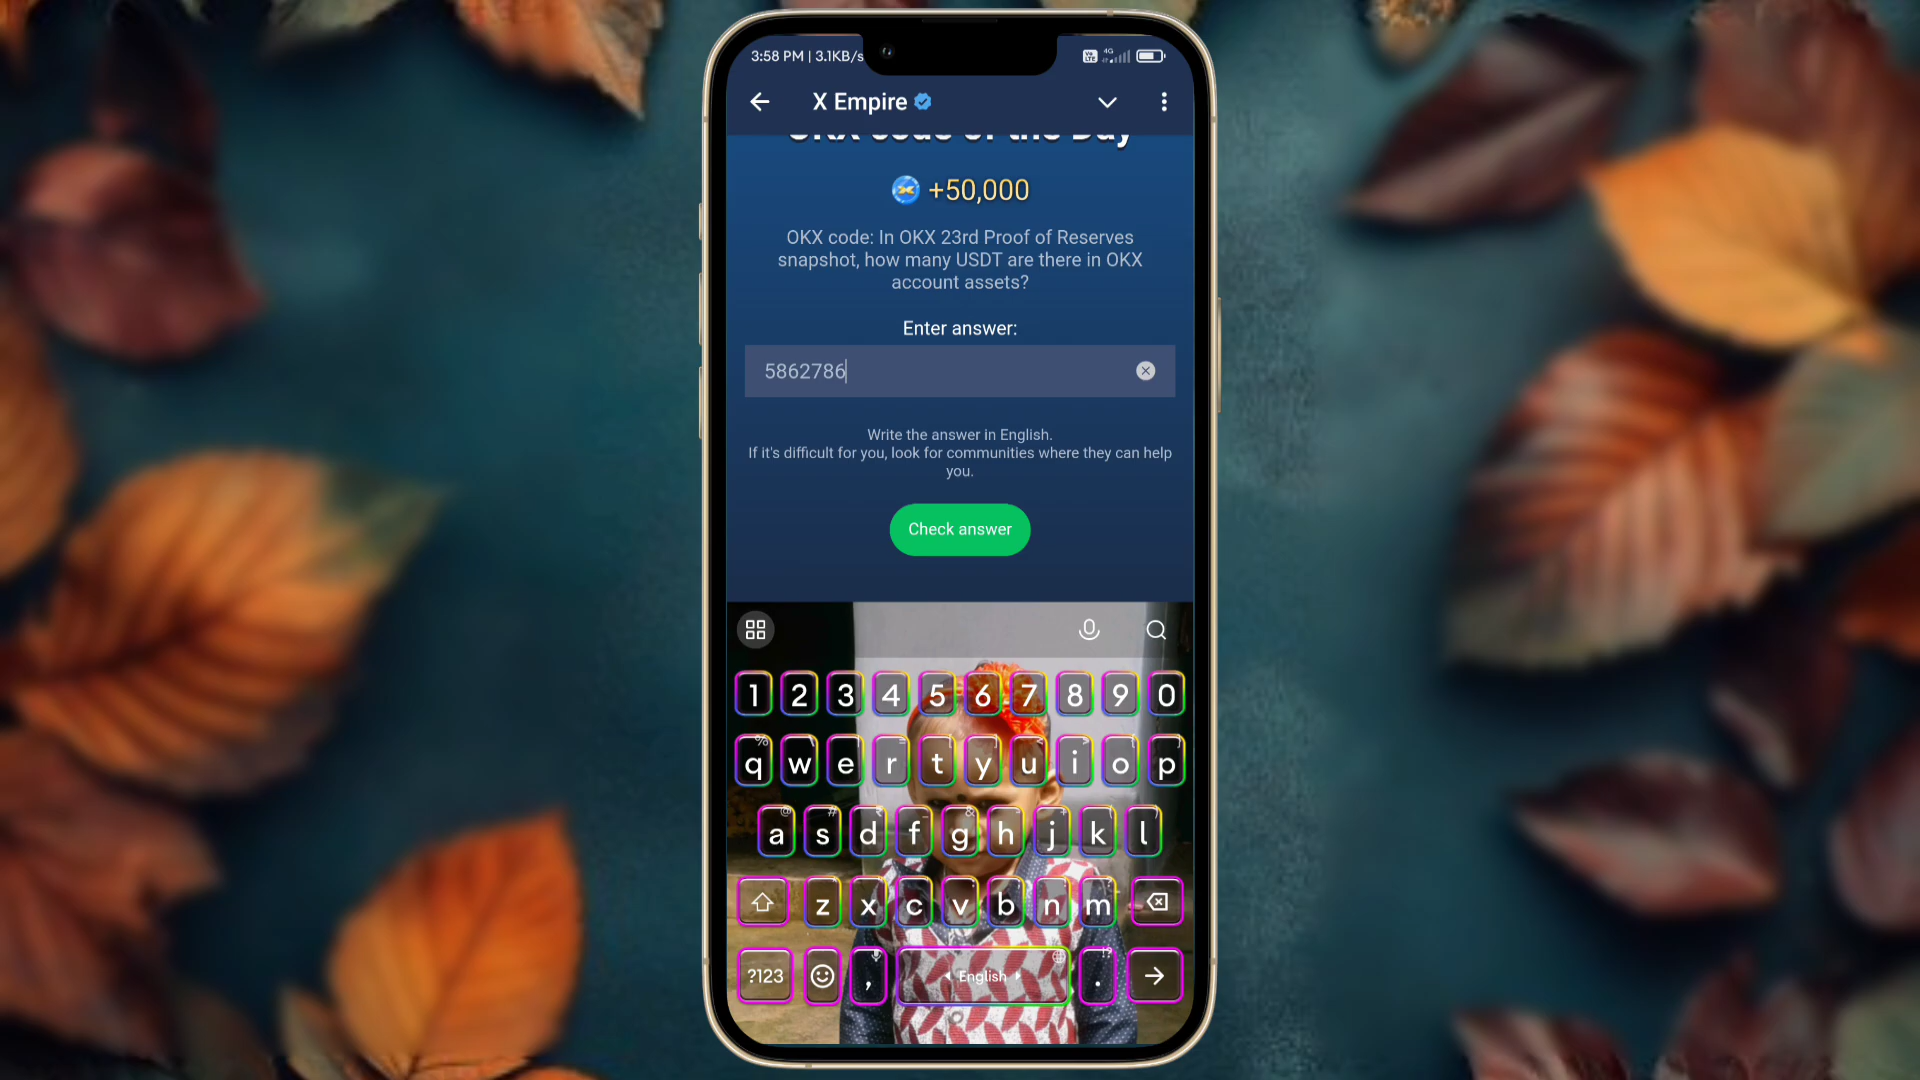 3:58 PM | 3.1KB/s
4G
X Empire
OKX code of the Day
+50,000
OKX code: In OKX 23rd Proof of Reserves
snapshot, how many USDT are there in OKX
account assets?
Enter answer:
5862786
Write the answer in English.
If it's difficult for you, look for communities where they can help
you.
Check answer
1 2 3 4 5 6 7 8 9 0
q w e r t y u i o p
a s d f g h j k l
z x c v b n m
?123 , English .